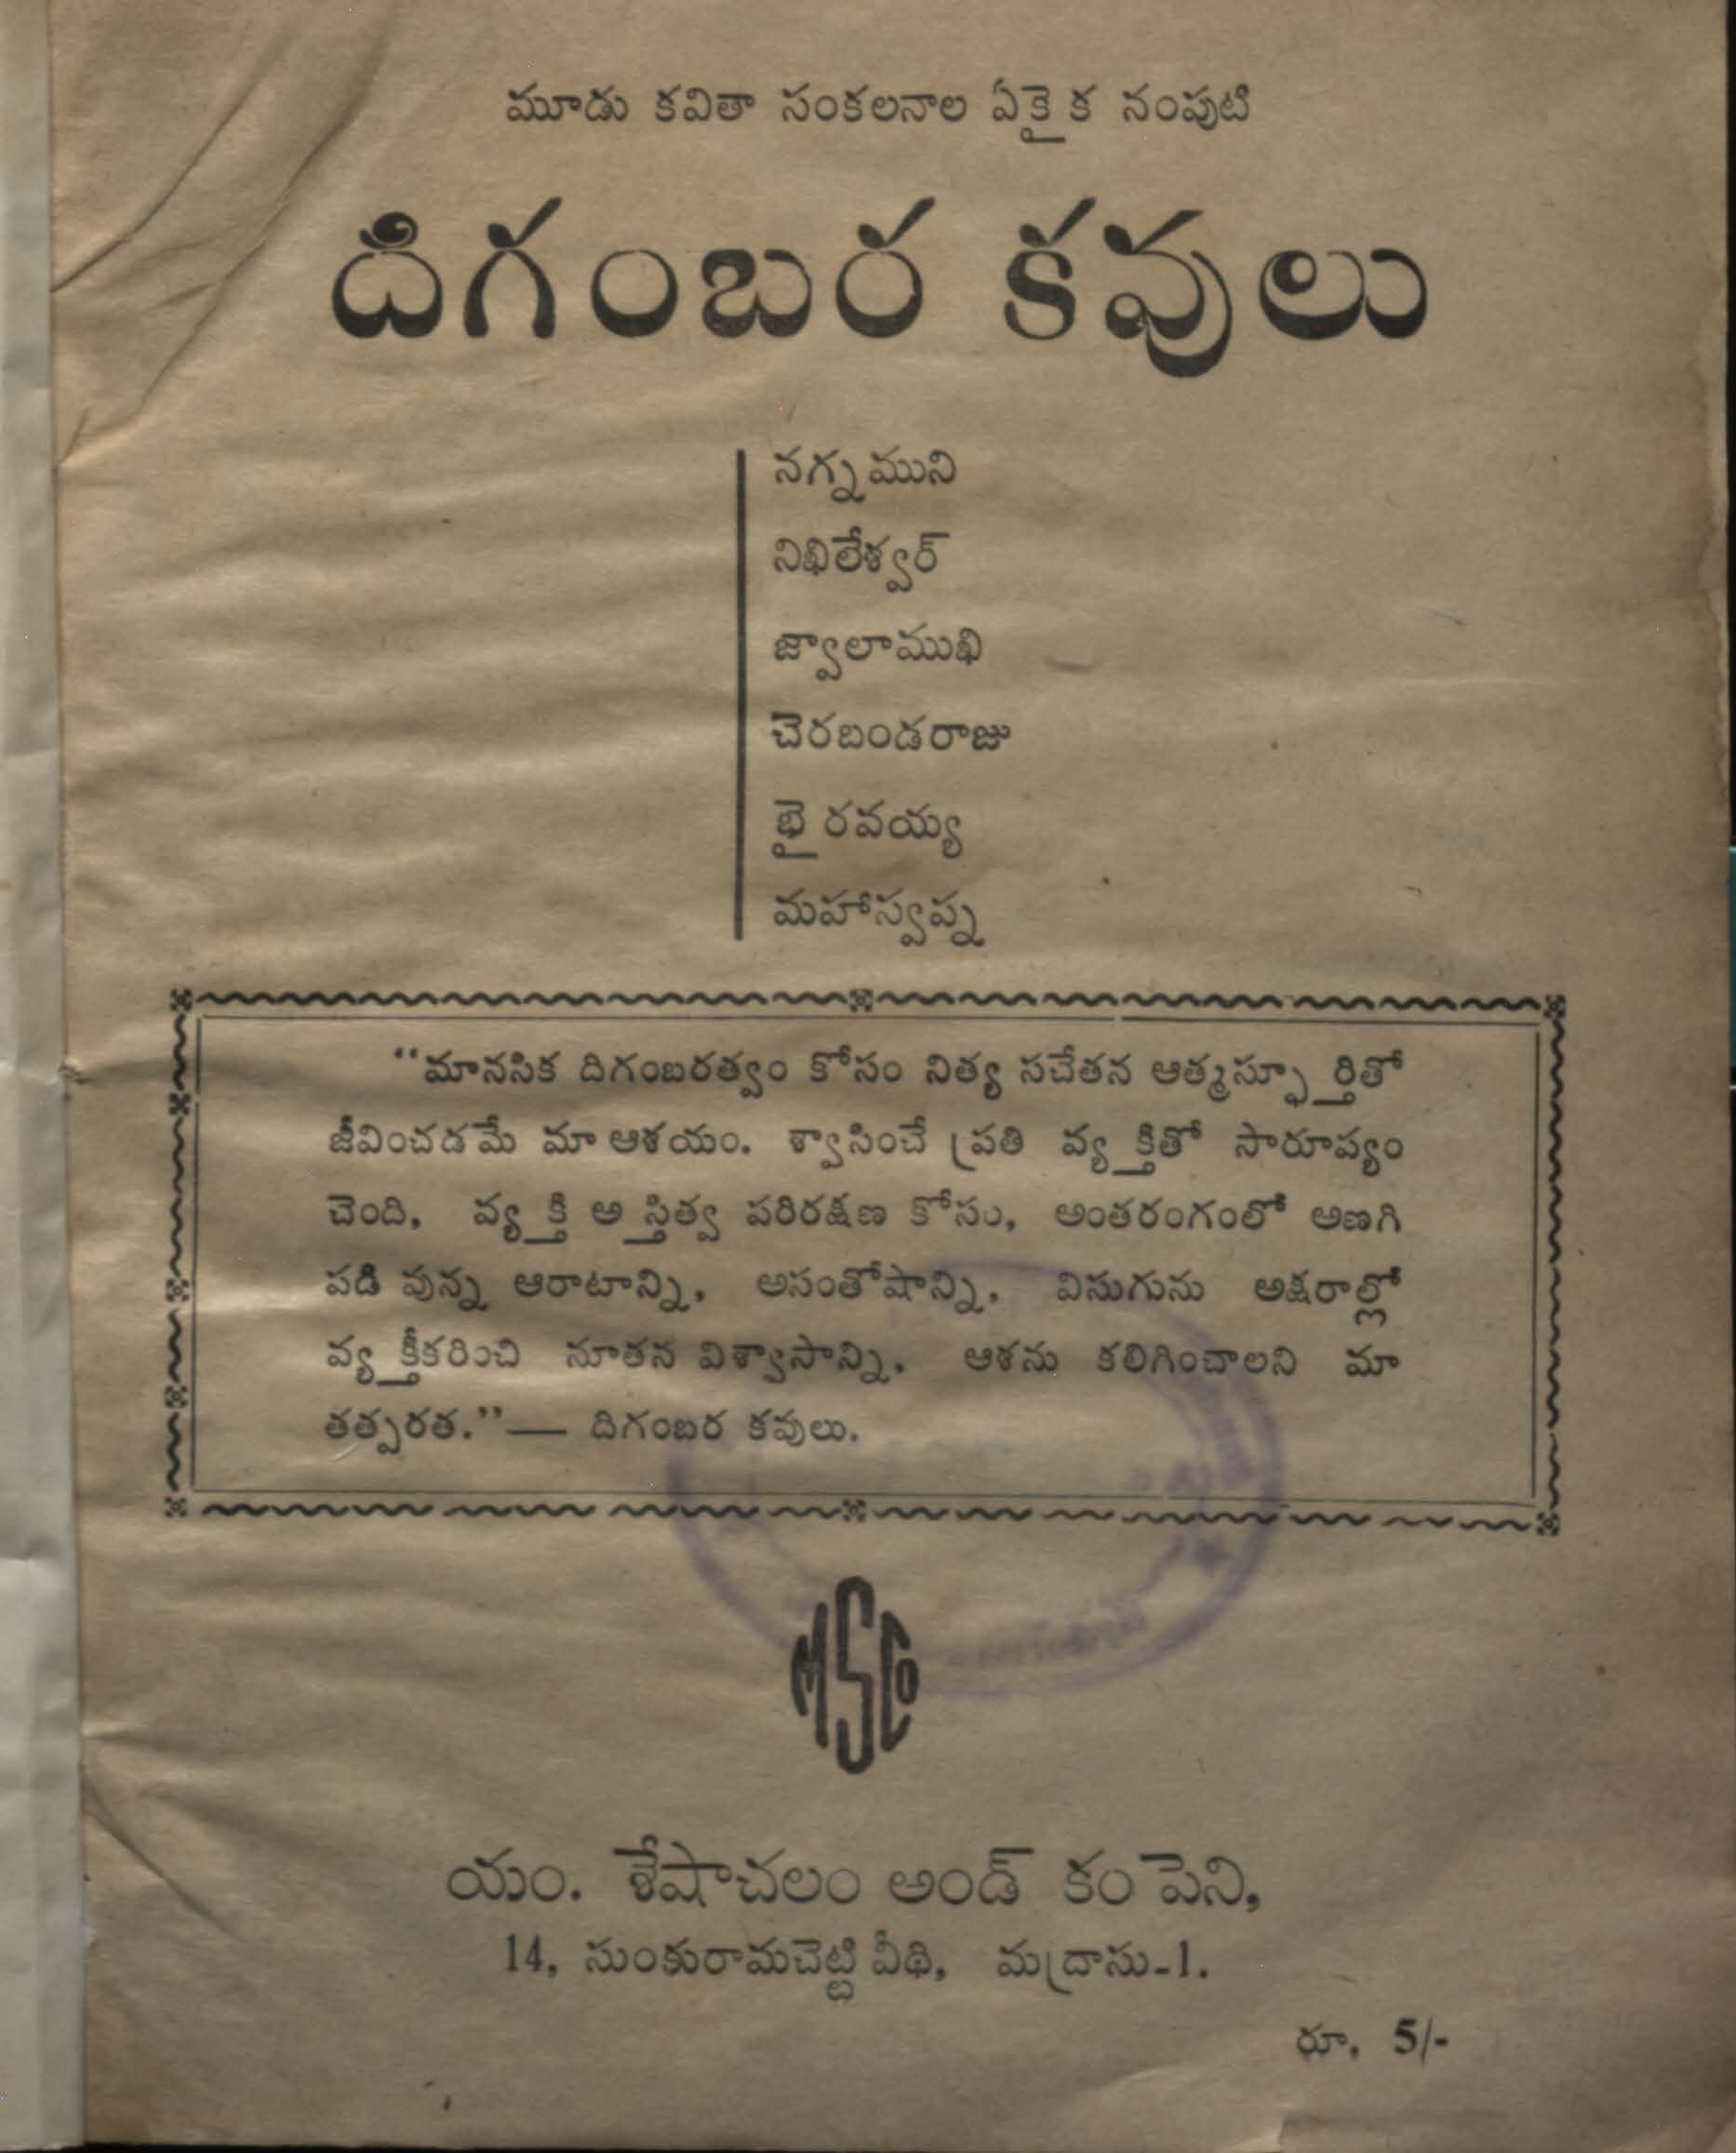 మూడు కవితా సంకలనాల ఏకైక నంపుటి
దిగంబర కవులు
నగ్నముని
నిఖిలేశ్వర్
జ్వాలాముఖి
చెరబండరాజు
భైరవయ్య
మహాస్వప్న
“మానసిక దిగంబరత్వం కోసం నిత్య సచేతన ఆత్మస్ఫూర్తితో
జీవించడమే మా ఆశయం. శ్వాసించే ప్రతి వ్యక్తితో సారూప్యం
చెంది, వ్యక్తి అస్తిత్వ పరిరక్షణ కోసం, అంతరంగంలో అణగి
పడి వున్న ఆరాటాన్ని, అసంతోషాన్ని, విసుగును అక్షరాల్లో
వ్యక్తీకరించి నూతన విశ్వాసాన్ని, ఆశను కలిగించాలని మా
తత్పరత.”— దిగంబర కవులు.
MSCo
యం. శేషాచలం అండ్ కంపెని,
14, సుంకురామచెట్టి వీథి, మద్రాసు-1.
రూ. 5/-